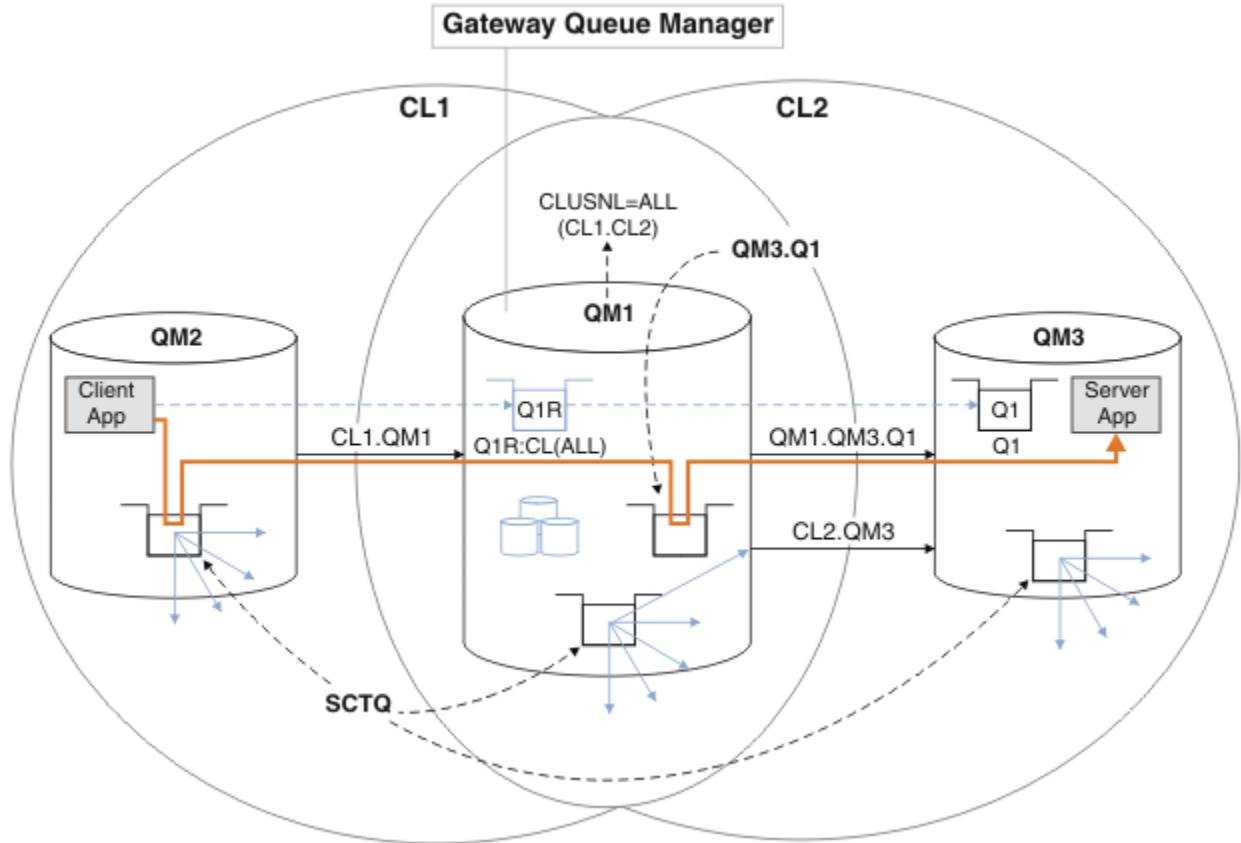 Gateway Queue Manager
CL1
CL2
CLUSNL=ALL
(CL1.CL2)
QM3.Q1
QM2
QM1
QM3
Client
App
Q1R
Q1
Server
App
CL1.QM1
Q1R:CL(ALL)
QM1.QM3.Q1
Q1
CL2.QM3
SCTQ